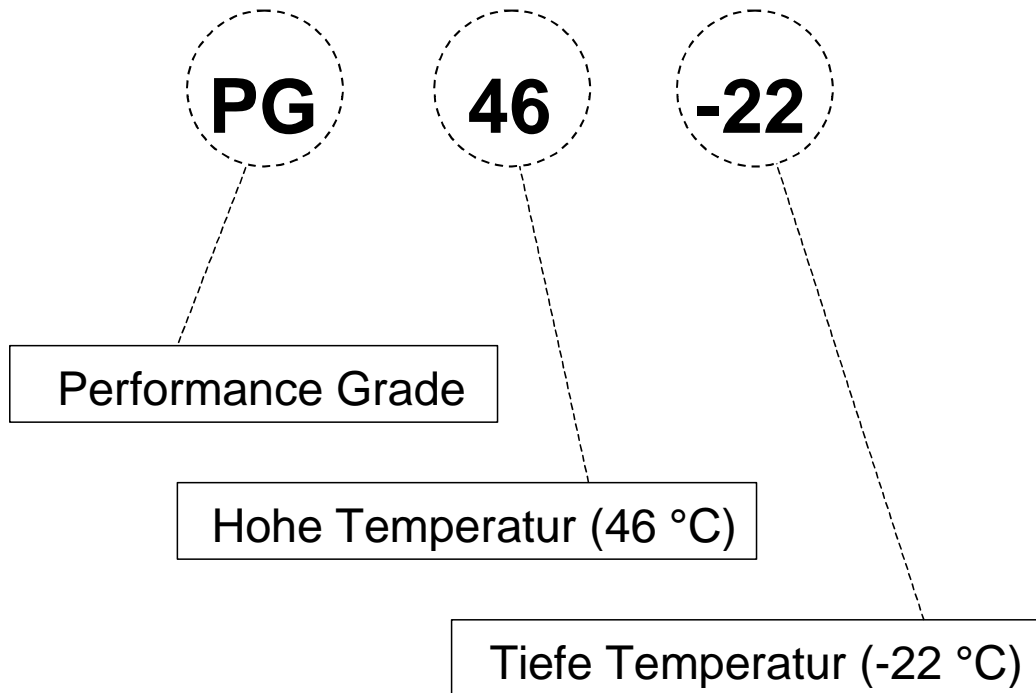 PG 46 -22
Performance Grade
Hohe Temperatur (46 °C)
Tiefe Temperatur (-22 °C)